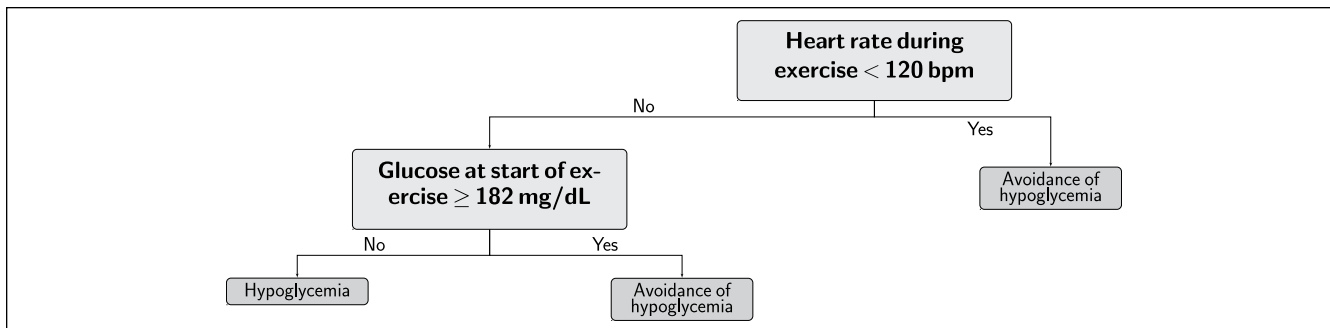 Heart rate during
exercise < 120 bpm
No
Yes
Glucose at start of ex-
ercise ≥ 182 mg/dL
Avoidance of
hypoglycemia
No
Yes
Hypoglycemia
Avoidance of
hypoglycemia